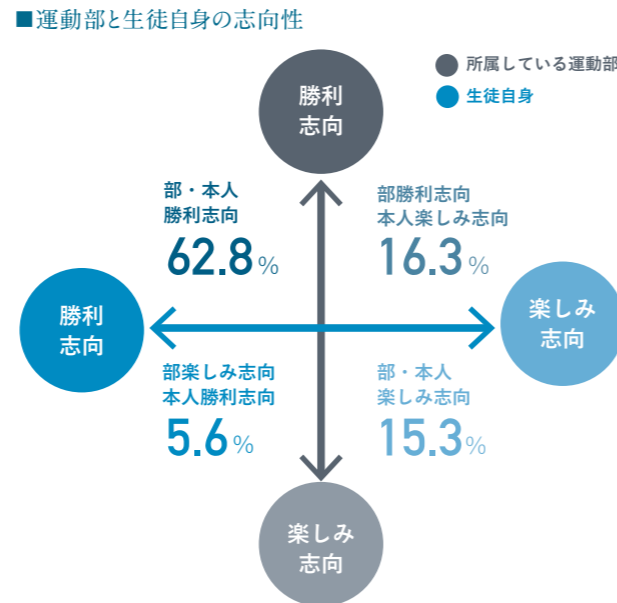 ■運動部と生徒自身の志向性
所属している運動部
生徒自身
勝利
志向
部・本人
勝利志向
62.8%
部勝利志向
本人楽しみ志向
16.3%
勝利
志向
楽しみ
志向
部楽しみ志向
本人勝利志向
5.6%
部・本人
楽しみ志向
15.3%
楽しみ
志向